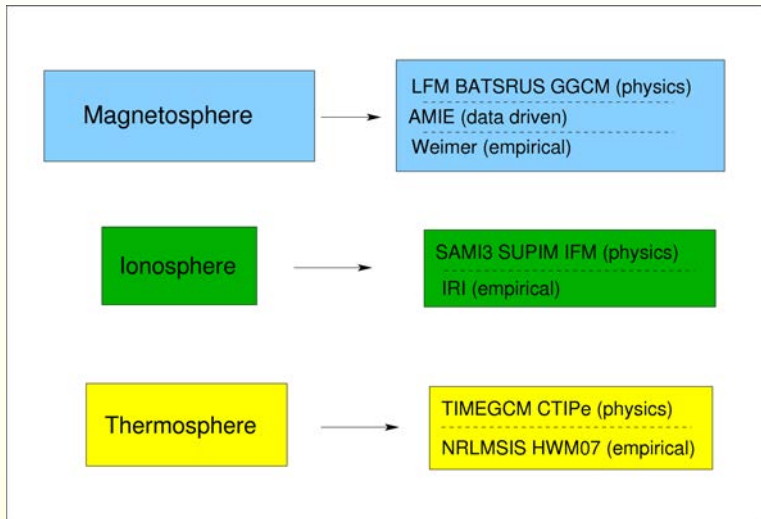 Magnetosphere
LFM BATSRUS GGCM (physics)
AMIE (data driven)
Weimer (empirical)
Ionosphere
SAMI3 SUPIM IFM (physics)
IRI (empirical)
Thermosphere
TIMEGCM CTIPe (physics)
NRLMSIS HWM07 (empirical)